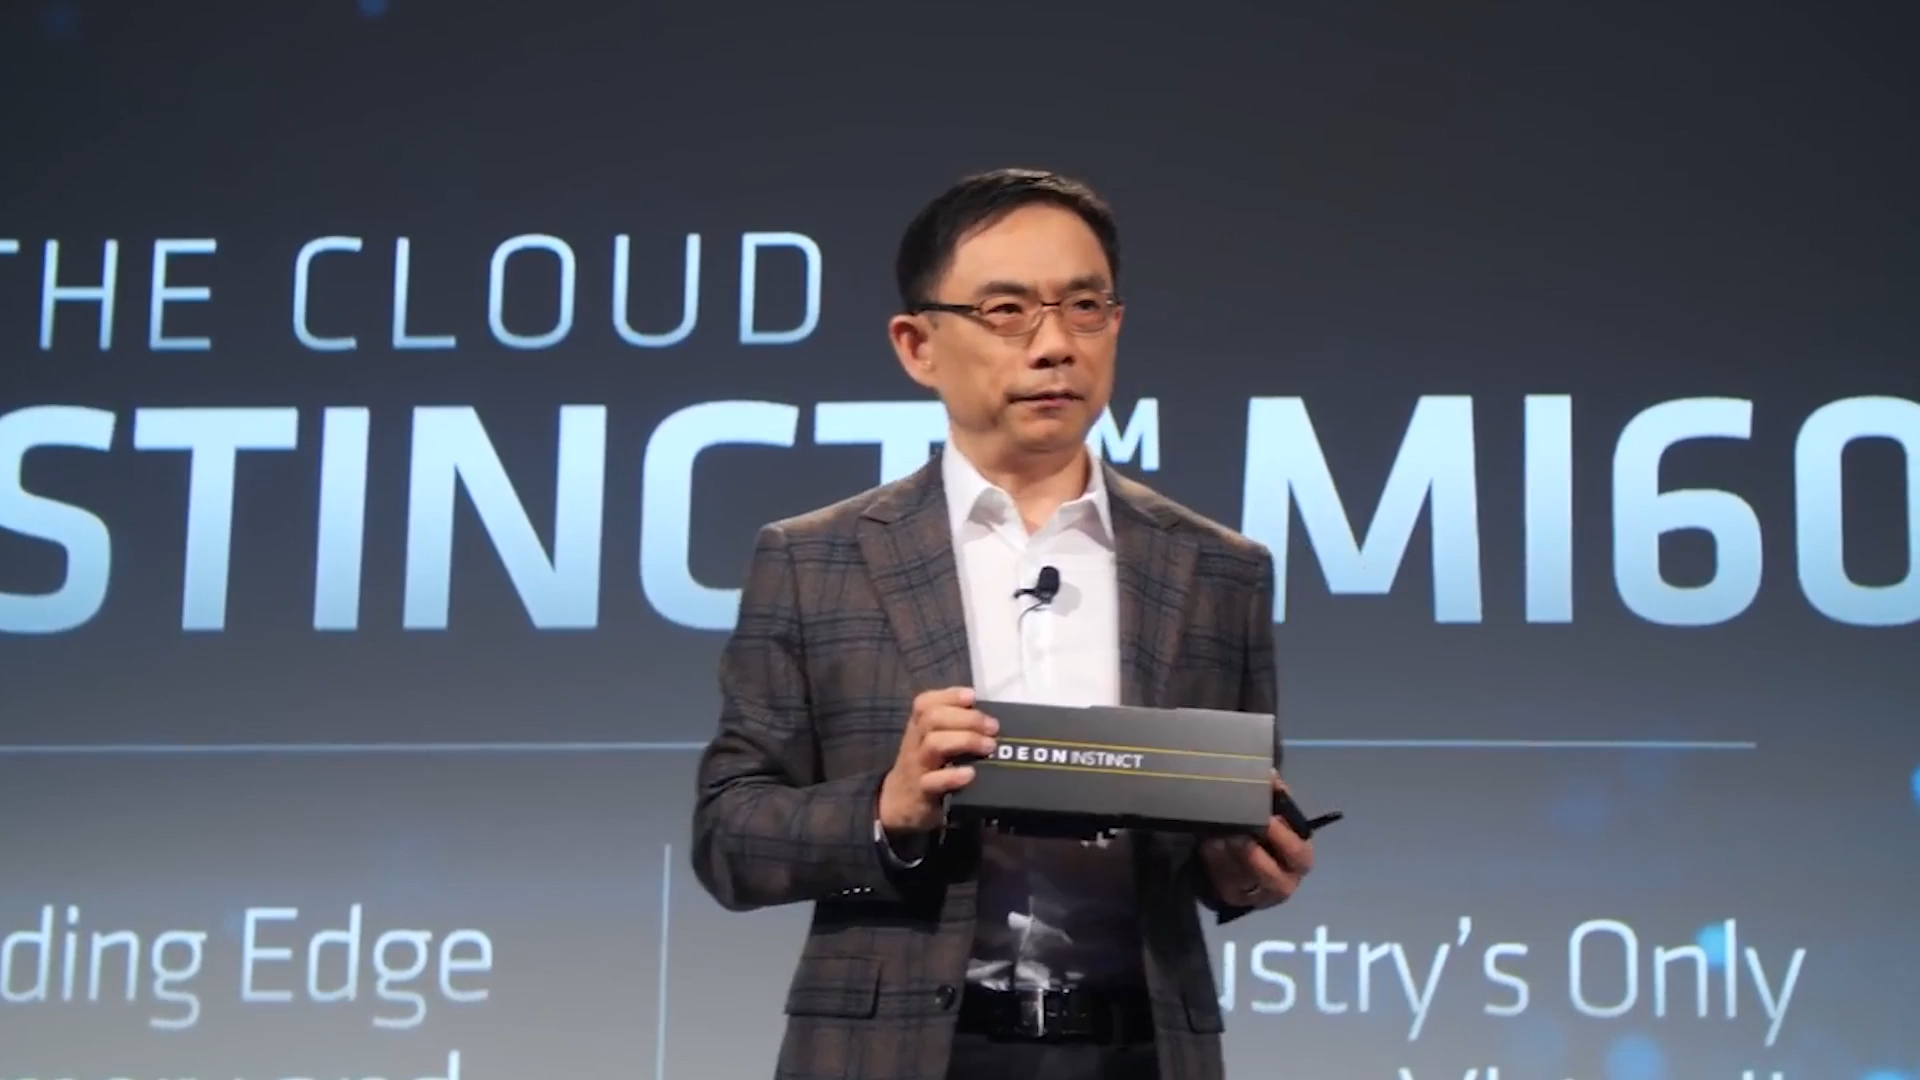 THE CLOUD
STINCT™ MI60
DEON INSTINCT
ding Edge
ustry's Only